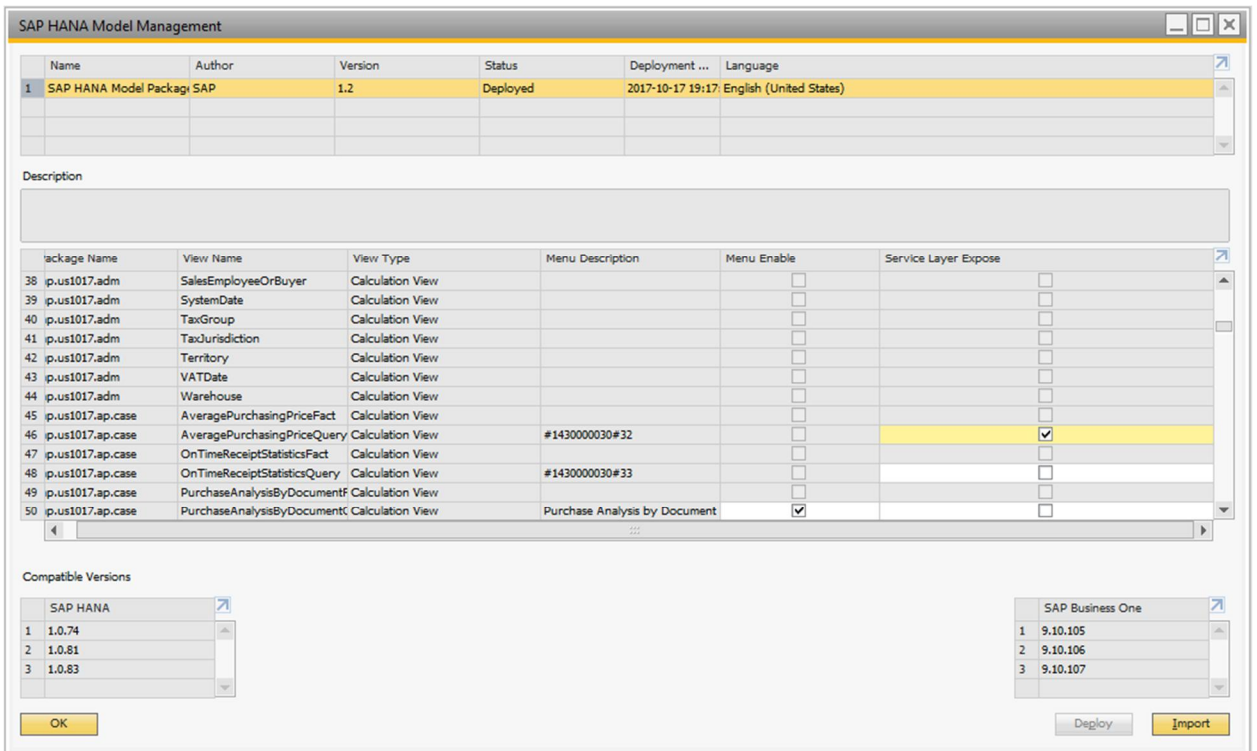 SAP HANA Model Management
Name Author Version Status Deployment ... Language
1 SAP HANA Model Package SAP 1.2 Deployed 2017-10-17 19:17: English (United States)
Description
Package Name View Name View Type Menu Description Menu Enable Service Layer Expose
38 p.us1017.adm SalesEmployeeOrBuyer Calculation View
39 p.us1017.adm SystemDate Calculation View
40 p.us1017.adm TaxGroup Calculation View
41 p.us1017.adm TaxJurisdiction Calculation View
42 p.us1017.adm Territory Calculation View
43 p.us1017.adm VATDate Calculation View
44 p.us1017.adm Warehouse Calculation View
45 p.us1017.ap.case AveragePurchasingPriceFact Calculation View
46 p.us1017.ap.case AveragePurchasingPriceQuery Calculation View #1430000030#32
47 p.us1017.ap.case OnTimeReceiptStatisticsFact Calculation View
48 p.us1017.ap.case OnTimeReceiptStatisticsQuery Calculation View #1430000030#33
49 p.us1017.ap.case PurchaseAnalysisByDocumentF Calculation View
50 p.us1017.ap.case PurchaseAnalysisByDocumentQ Calculation View Purchase Analysis by Document
Compatible Versions
SAP HANA SAP Business One
1 1.0.74 1 9.10.105
2 1.0.81 2 9.10.106
3 1.0.83 3 9.10.107
OK Deploy Import